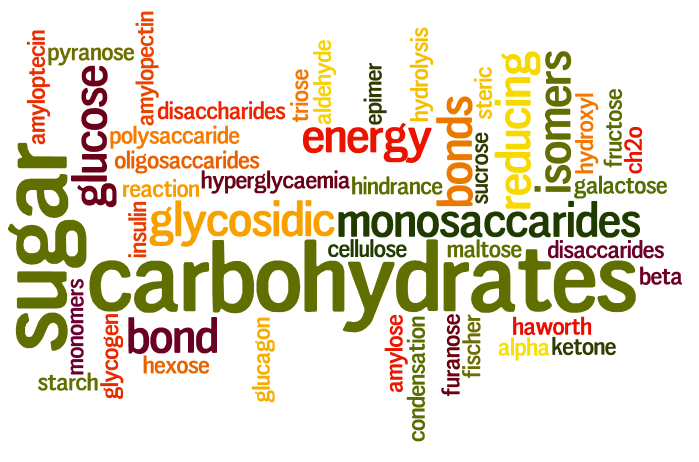 amyloptecin
pyranose
glucose
amylopectin
disaccharides
polysaccaride
oligosaccarides
reaction
hyperglycaemia
hindrance
triose
aldehyde
epimer
hydrolysis
energy
bonds
steric
sucrose
reducing
isomers
hydroxyl
fructose
ch2o
galactose
sugar
insulin
glycosidic
monosaccarides
cellulose
maltose
disaccarides
carbohydrates
beta
monomers
glycogen
bond
hexose
starch
glucagon
amylose
condensation
furanose
fischer
haworth
alpha
ketone